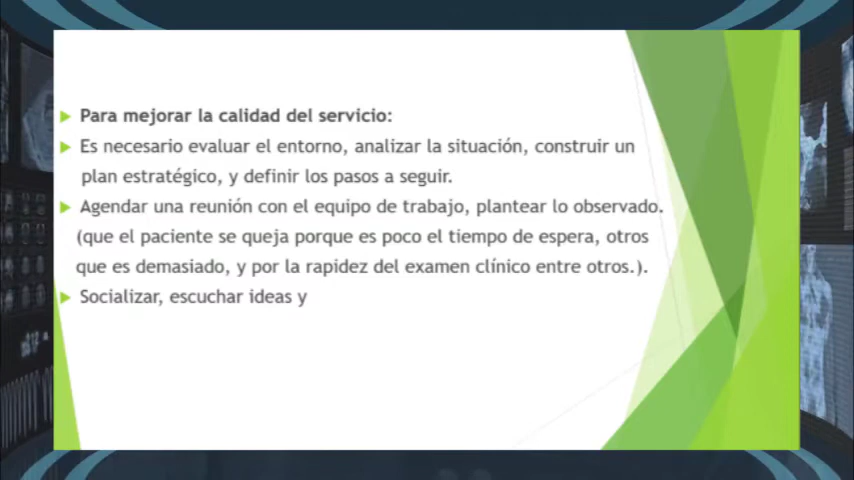 Para mejorar la calidad del servicio:
Es necesario evaluar el entorno, analizar la situación, construir un
plan estratégico, y definir los pasos a seguir.
Agendar una reunión con el equipo de trabajo, plantear lo observado.
(que el paciente se queja porque es poco el tiempo de espera, otros
que es demasiado, y por la rapidez del examen clínico entre otros.).
Socializar, escuchar ideas y